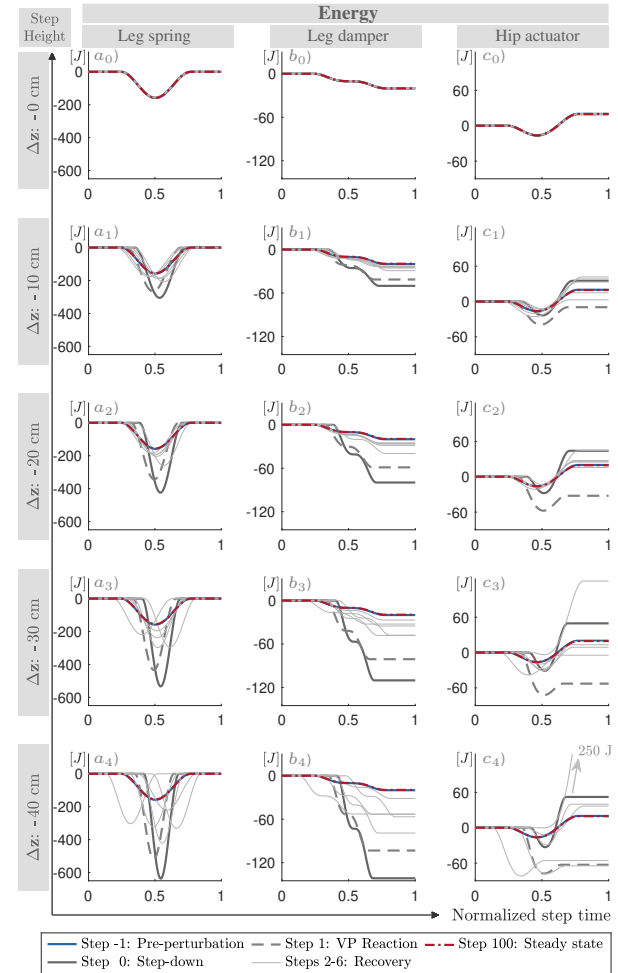 Step
Height
Energy
Leg spring Leg damper Hip actuator
Δz: -0 cm
[J] a0) [J] b0) [J] c0)
0 0 60
-200 -60 0
-400 -120 -60
-600
0 0.5 1 0 0.5 1 0 0.5 1
Δz: -10 cm
[J] a1) [J] b1) [J] c1)
0 0 60
-200 -60 0
-400 -120 -60
-600
0 0.5 1 0 0.5 1 0 0.5 1
Δz: -20 cm
[J] a2) [J] b2) [J] c2)
0 0 60
-200 -60 0
-400 -120 -60
-600
0 0.5 1 0 0.5 1 0 0.5 1
Δz: -30 cm
[J] a3) [J] b3) [J] c3)
0 0 60
-200 -60 0
-400 -120 -60
-600
0 0.5 1 0 0.5 1 0 0.5 1
Δz: -40 cm
[J] a4) [J] b4) [J] c4) 250 J
0 0 60
-200 -60 0
-400 -120 -60
-600
0 0.5 1 0 0.5 1 0 0.5 1
Normalized step time
Step -1: Pre-perturbation Step 1: VP Reaction Step 100: Steady state
Step 0: Step-down Steps 2-6: Recovery